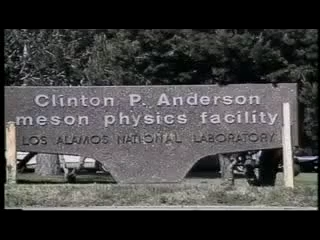 Clinton P. Anderson
meson physics facility
LOS ALAMOS NATIONAL LABORATORY